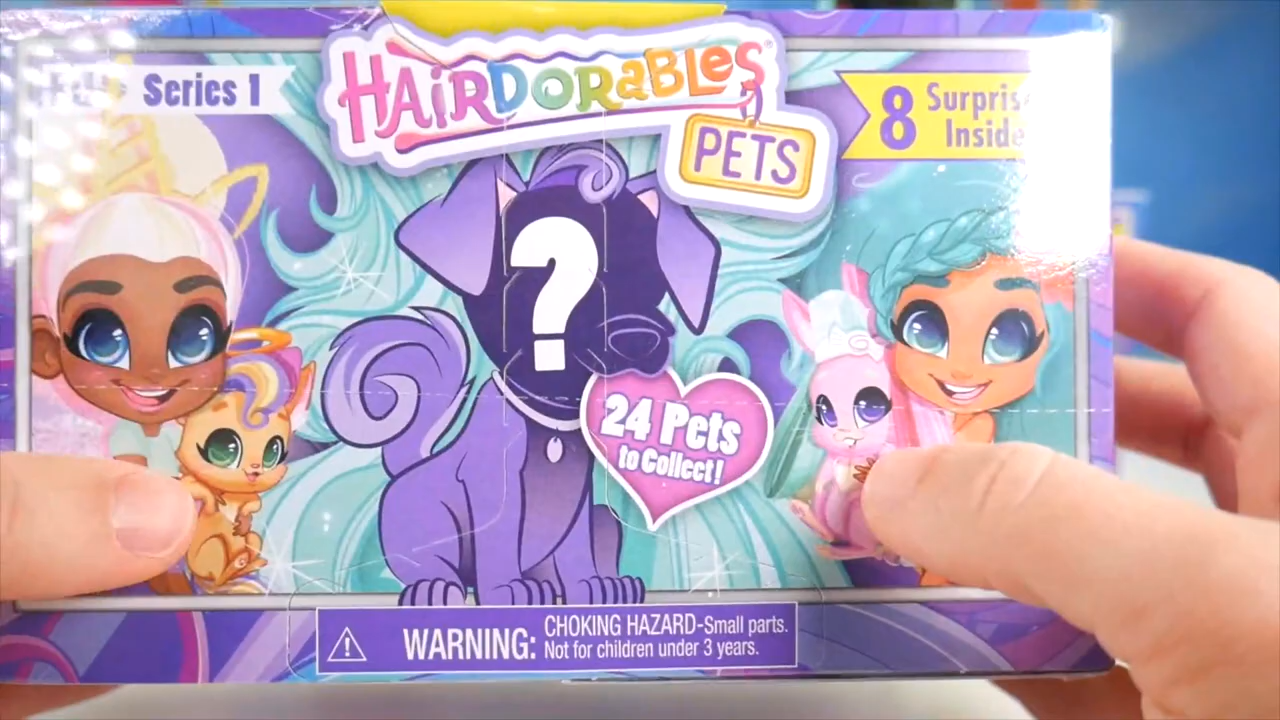 Series 1
HAIRDORABLES®
PETS
8
Surpris
Inside
?
24 Pets
to Collect!
WARNING:
CHOKING HAZARD-Small parts.
Not for children under 3 years.